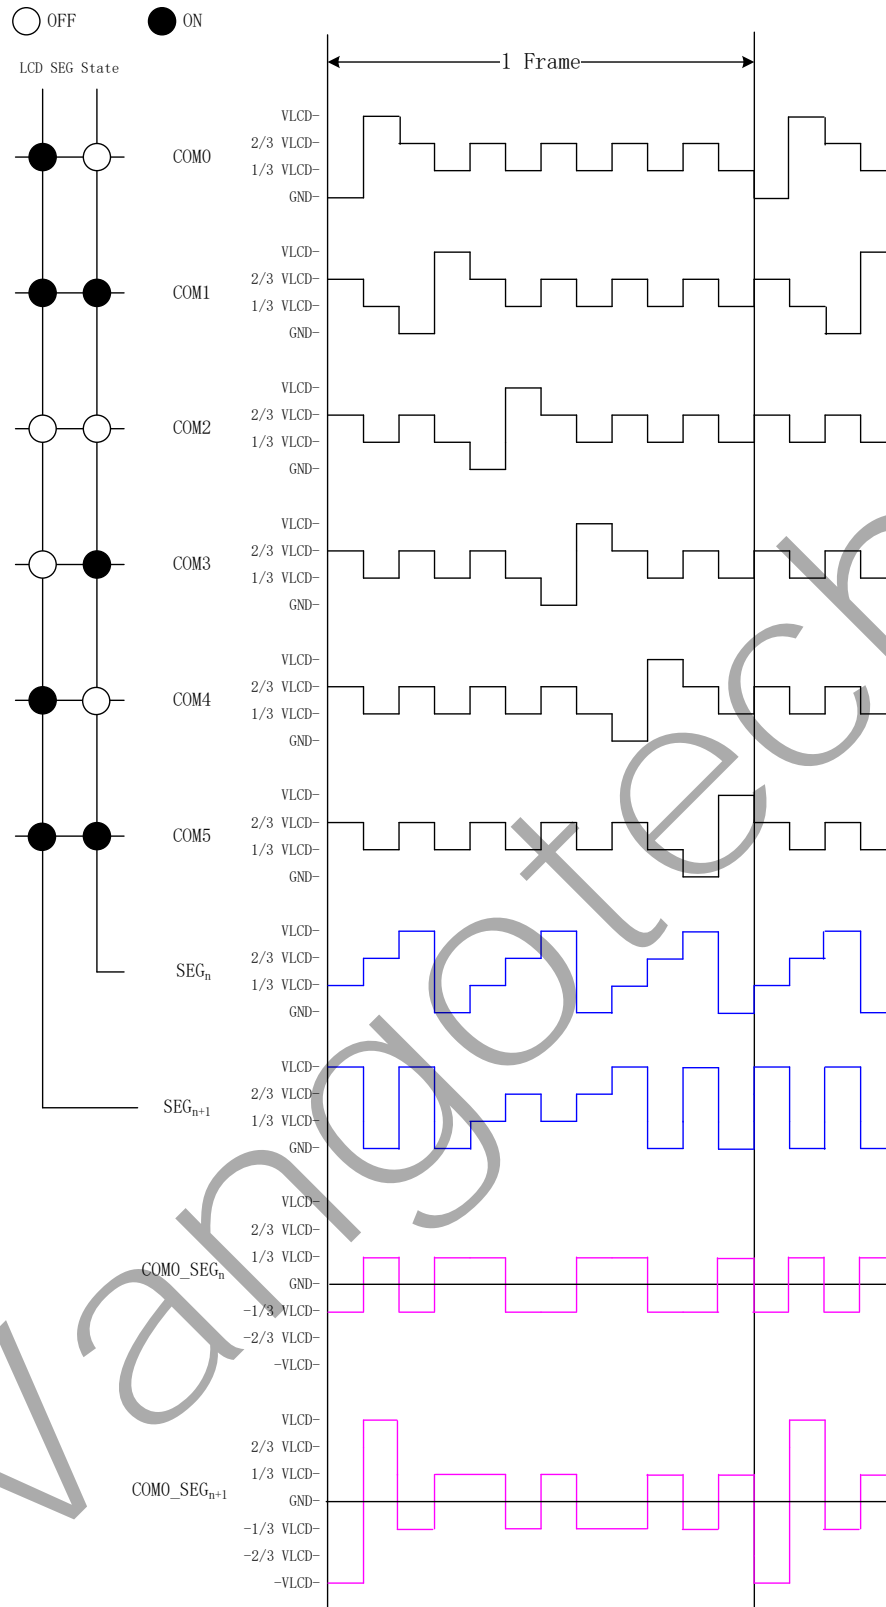 OFF ON
LCD SEG State
1 Frame
VLCD-
2/3 VLCD-
COM0
1/3 VLCD-
GND-
VLCD-
2/3 VLCD-
COM1
1/3 VLCD-
GND-
VLCD-
2/3 VLCD-
COM2
1/3 VLCD-
GND-
VLCD-
2/3 VLCD-
COM3
1/3 VLCD-
GND-
VLCD-
2/3 VLCD-
COM4
1/3 VLCD-
GND-
VLCD-
2/3 VLCD-
COM5
1/3 VLCD-
GND-
VLCD-
2/3 VLCD-
SEGn
1/3 VLCD-
GND-
VLCD-
2/3 VLCD-
SEGn+1
1/3 VLCD-
GND-
VLCD-
2/3 VLCD-
1/3 VLCD-
COM0_SEGn
GND-
-1/3 VLCD-
-2/3 VLCD-
-VLCD-
VLCD-
2/3 VLCD-
1/3 VLCD-
COM0_SEGn+1
GND-
-1/3 VLCD-
-2/3 VLCD-
-VLCD-
Vangotech